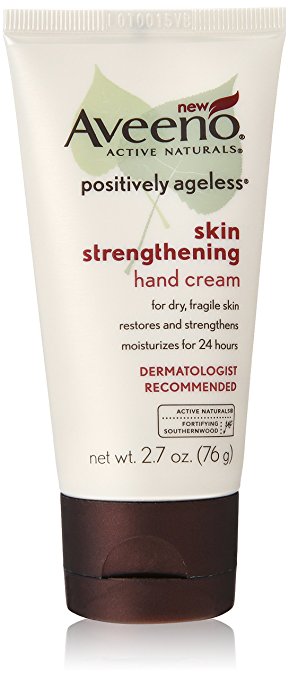 L010015YB
new
Aveeno®
ACTIVE NATURALS®
positively ageless®
skin
strengthening
hand cream
for dry, fragile skin
restores and strengthens
moisturizes for 24 hours
DERMATOLOGIST
RECOMMENDED
ACTIVE NATURALS®
FORTIFYING
SOUTHERNWOOD
net wt. 2.7 oz. (76 g)